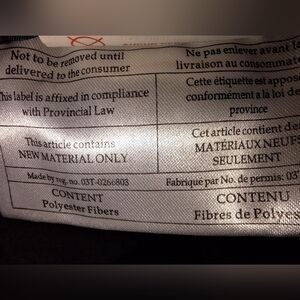 Not to be removed until
delivered to the consumer
Ne pas enlever avant
livraison au consommate
This label is affixed in compliance
with Provincial Law
Cette étiquette est appos
conformément a la loi de
province
This article contains
NEW MATERIAL ONLY
Cet article contient de
MATÉRIAUX NEUFS
SEULEMENT
Made by reg. no. 03T-0266803
Fabriqué par No. de permis: 03T
CONTENT
Polyester Fibers
CONTENU
Fibres de Polyes